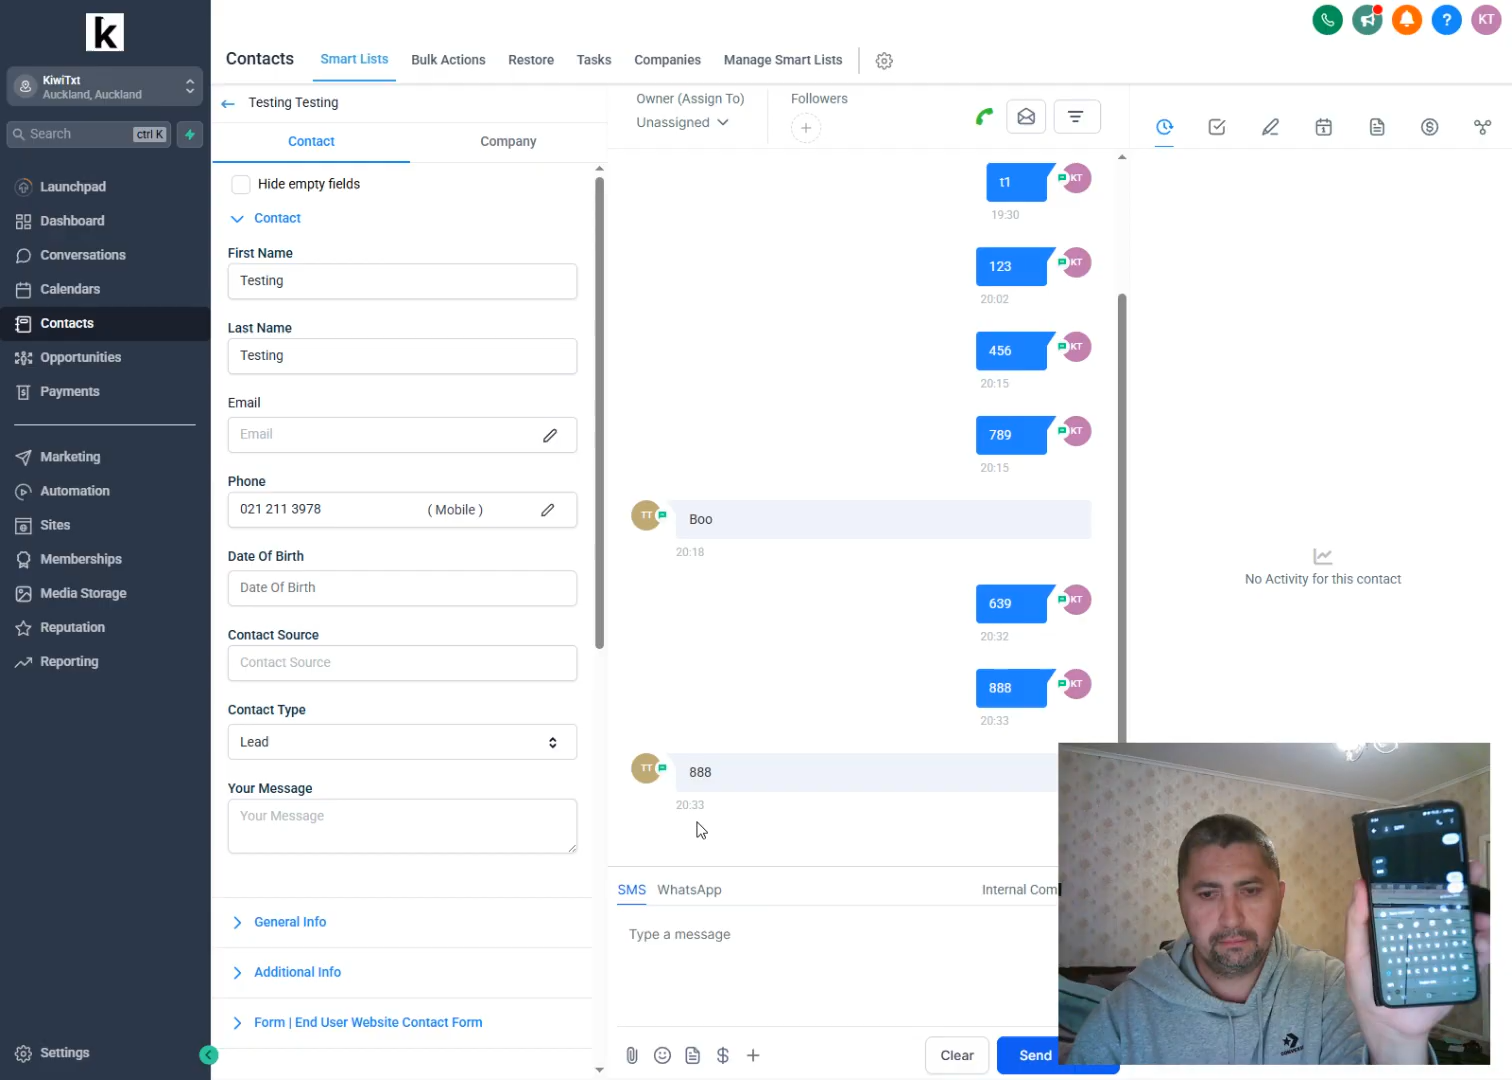 k
KiwiTxt
Auckland, Auckland
Search
ctrl K
Launchpad
Dashboard
Conversations
Calendars
Contacts
Opportunities
Payments
Marketing
Automation
Sites
Memberships
Media Storage
Reputation
Reporting
Settings
KT
Contacts
Smart Lists
Bulk Actions
Restore
Tasks
Companies
Manage Smart Lists
Testing Testing
Contact
Company
Hide empty fields
Contact
First Name
Testing
Last Name
Testing
Email
Email
Phone
021 211 3978
( Mobile )
Date Of Birth
Date Of Birth
Contact Source
Contact Source
Contact Type
Lead
Your Message
Your Message
General Info
Additional Info
Form | End User Website Contact Form
Owner (Assign To)
Unassigned
Followers
t1
KT
19:30
123
KT
20:02
456
KT
20:15
789
KT
20:15
TT
Boo
20:18
639
KT
20:32
888
KT
20:33
TT
888
20:33
SMS
WhatsApp
Internal Com
Type a message
Clear
Send
No Activity for this contact